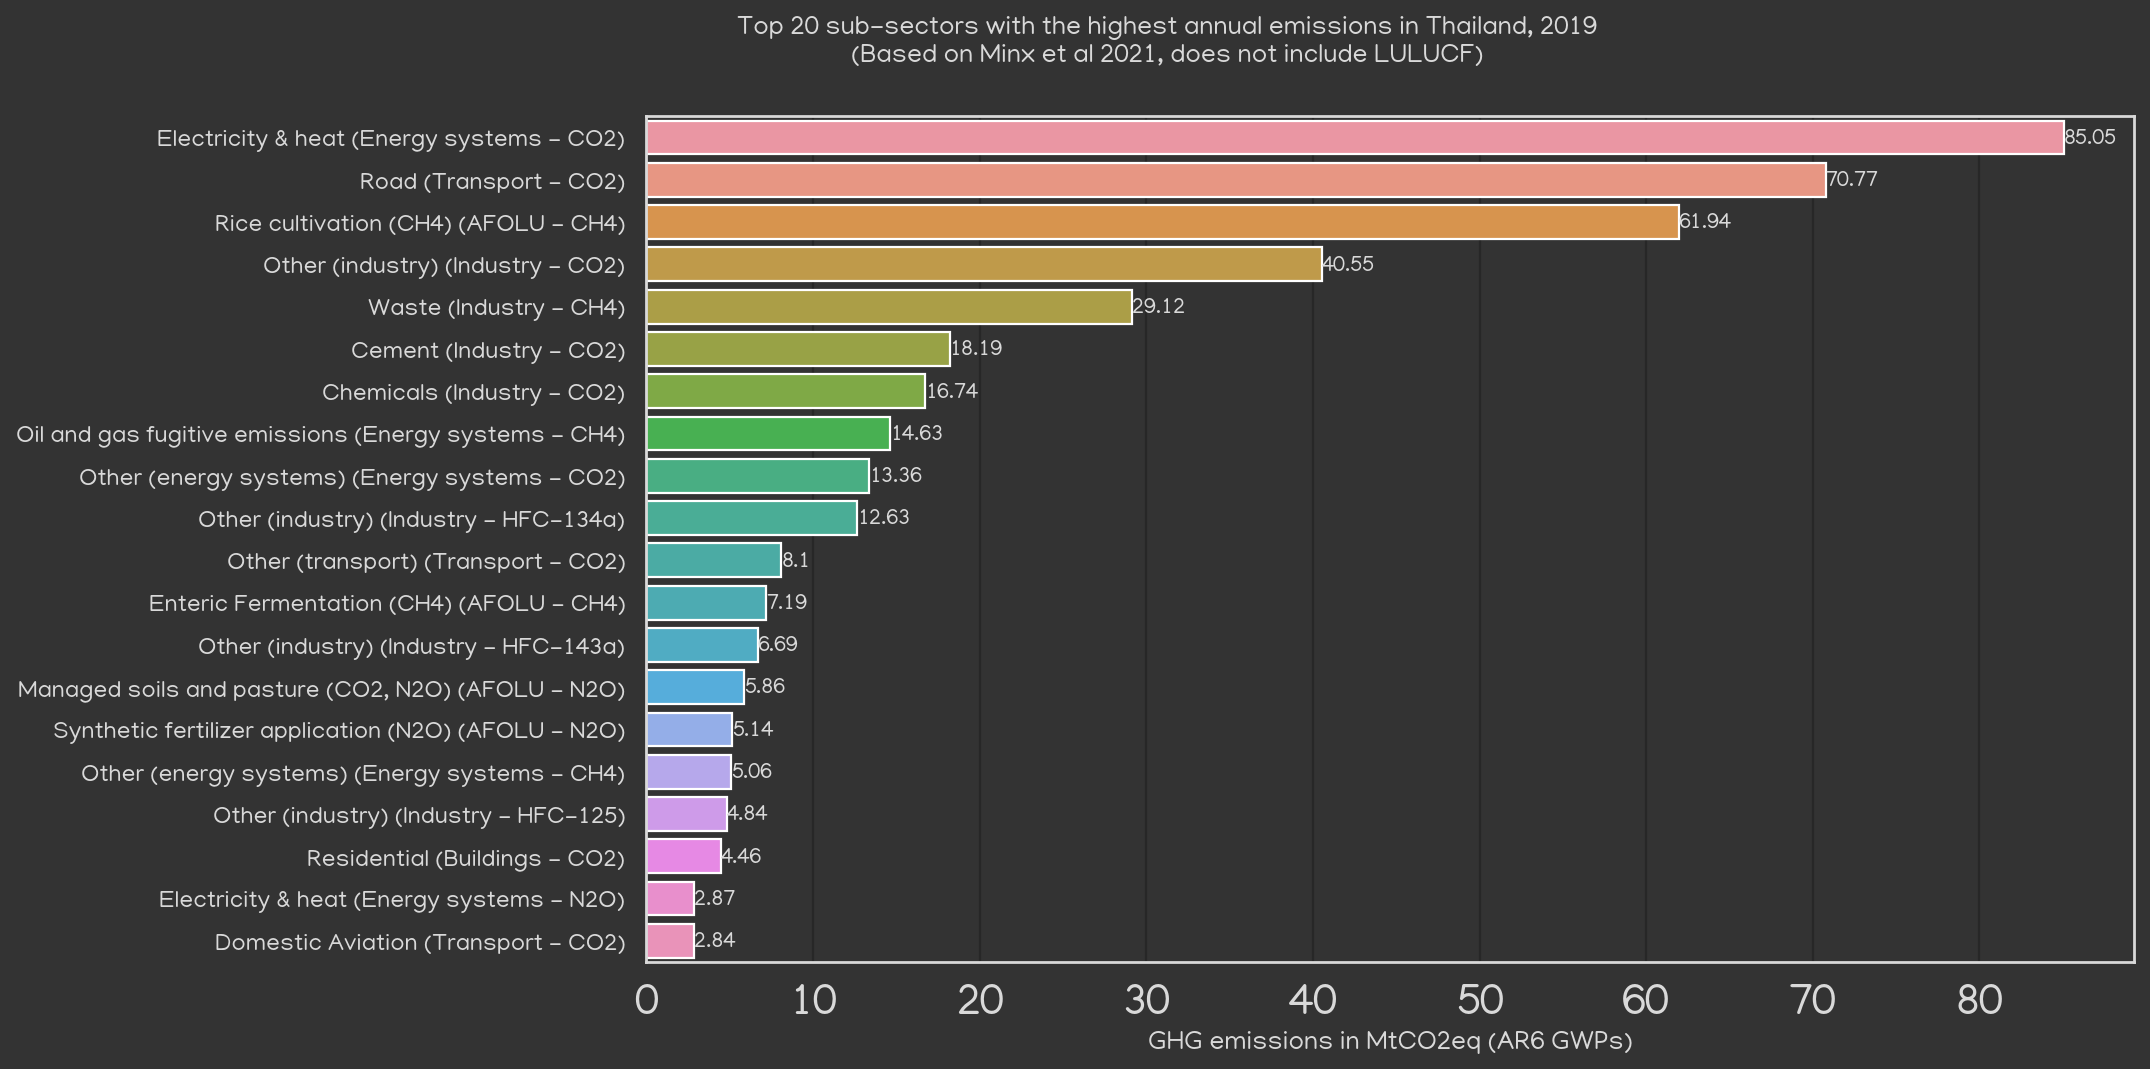 Top 20 sub-sectors with the highest annual emissions in Thailand, 2019
(Based on Minx et al 2021, does not include LULUCF)
Electricity & heat (Energy systems - CO2) 85.05
Road (Transport - CO2) 70.77
Rice cultivation (CH4) (AFOLU - CH4) 61.94
Other (industry) (Industry - CO2) 40.55
Waste (Industry - CH4) 29.12
Cement (Industry - CO2) 18.19
Chemicals (Industry - CO2) 16.74
Oil and gas fugitive emissions (Energy systems - CH4) 14.63
Other (energy systems) (Energy systems - CO2) 13.36
Other (industry) (Industry - HFC-134a) 12.63
Other (transport) (Transport - CO2) 8.1
Enteric Fermentation (CH4) (AFOLU - CH4) 7.19
Other (industry) (Industry - HFC-143a) 6.69
Managed soils and pasture (CO2, N2O) (AFOLU - N2O) 5.86
Synthetic fertilizer application (N2O) (AFOLU - N2O) 5.14
Other (energy systems) (Energy systems - CH4) 5.06
Other (industry) (Industry - HFC-125) 4.84
Residential (Buildings - CO2) 4.46
Electricity & heat (Energy systems - N2O) 2.87
Domestic Aviation (Transport - CO2) 2.84
0 10 20 30 40 50 60 70 80
GHG emissions in MtCO2eq (AR6 GWPs)